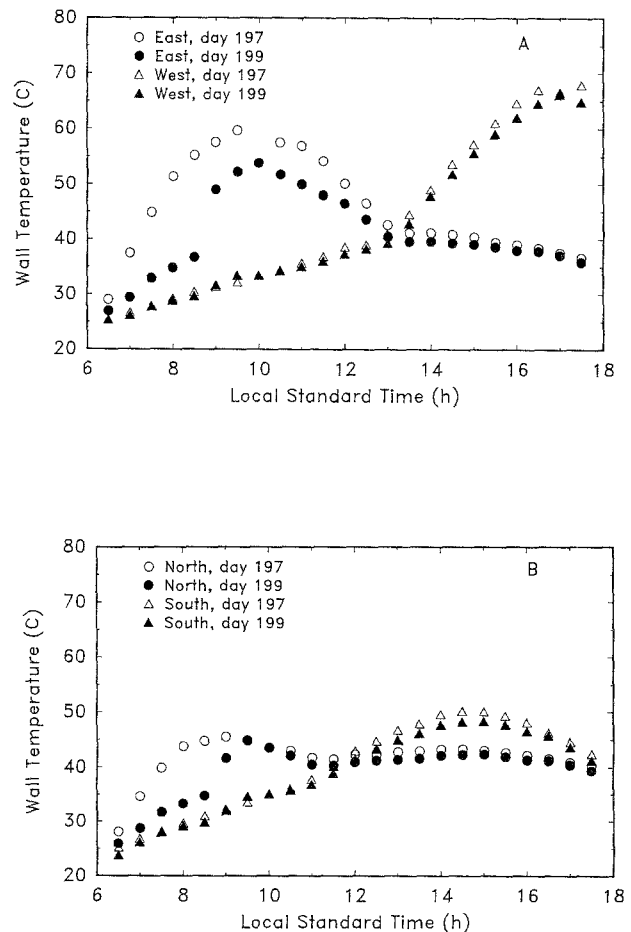 A
○ East, day 197
● East, day 199
△ West, day 197
▲ West, day 199
Wall Temperature (C)
80
70
60
50
40
30
20
6 8 10 12 14 16 18
Local Standard Time (h)
B
○ North, day 197
● North, day 199
△ South, day 197
▲ South, day 199
Wall Temperature (C)
80
70
60
50
40
30
20
6 8 10 12 14 16 18
Local Standard Time (h)